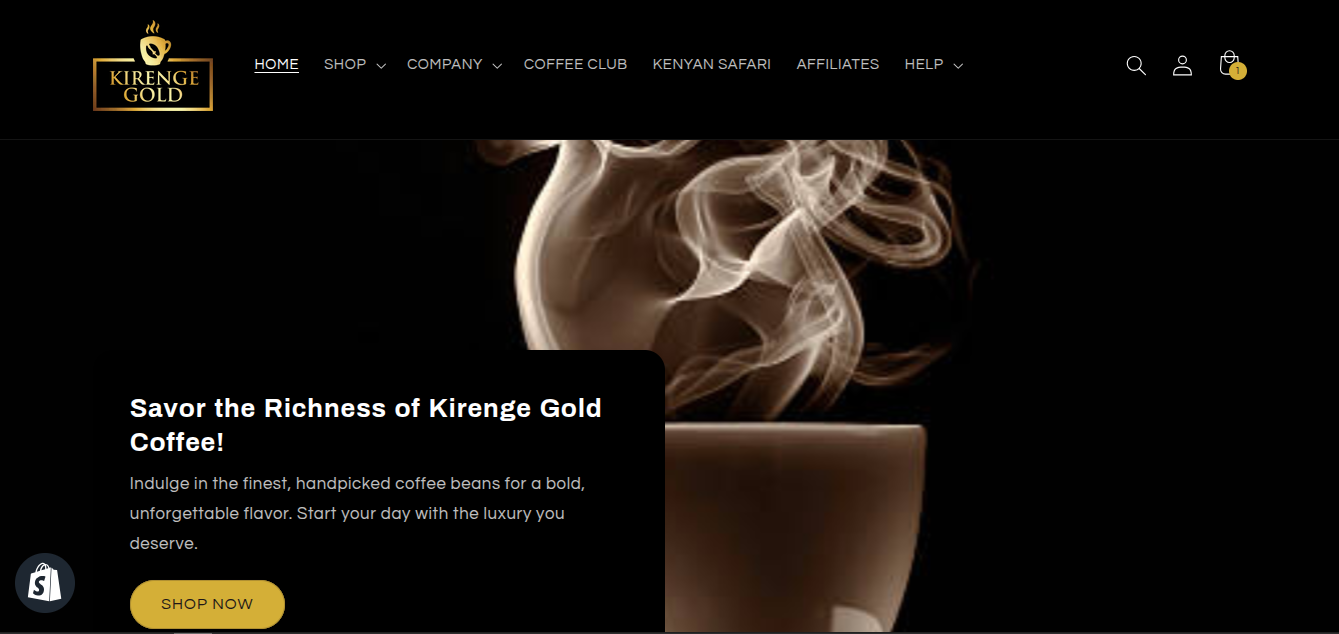 KIRENGE
GOLD
HOME SHOP COMPANY COFFEE CLUB KENYAN SAFARI AFFILIATES HELP
1
Savor the Richness of Kirenge Gold
Coffee!
Indulge in the finest, handpicked coffee beans for a bold,
unforgettable flavor. Start your day with the luxury you
deserve.
S
SHOP NOW